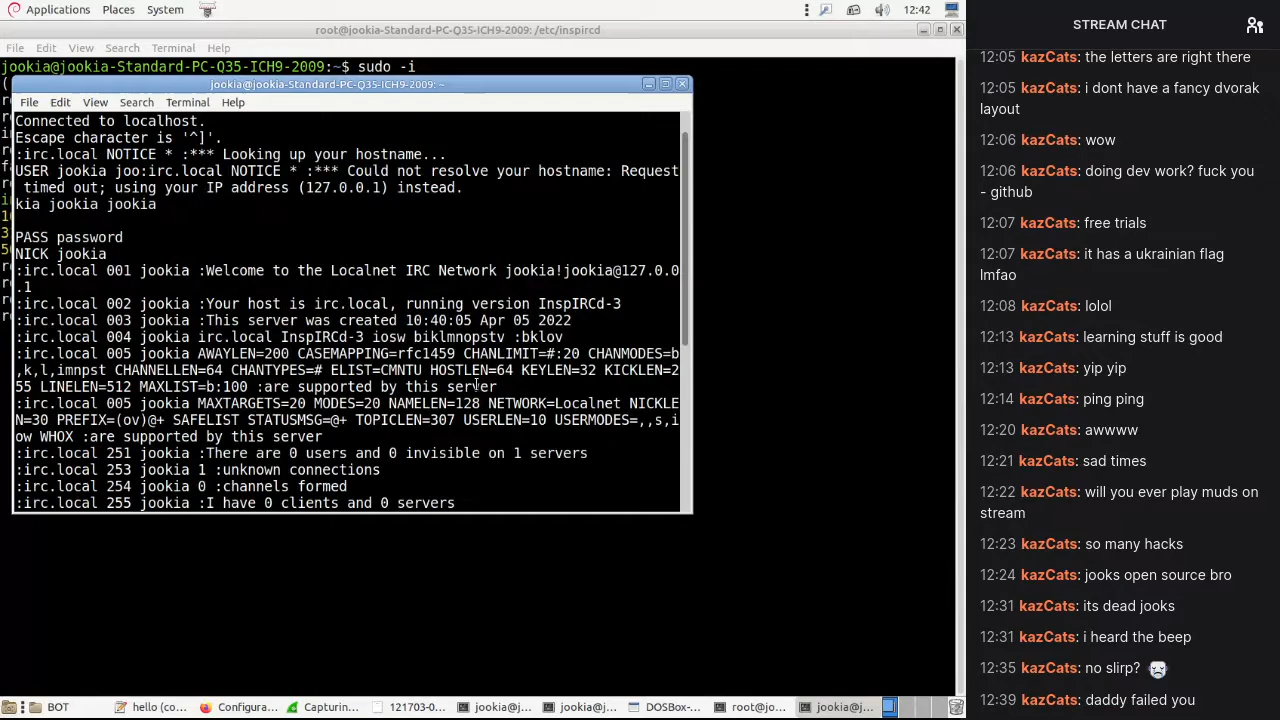 Applications Places System 12:42
root@jookia-Standard-PC-Q35-ICH9-2009: /etc/inspircd
File Edit View Search Terminal Help
jookia@jookia-Standard-PC-Q35-ICH9-2009:~$ sudo -i
jookia@jookia-Standard-PC-Q35-ICH9-2009: ~
File Edit View Search Terminal Help
Connected to localhost.
Escape character is '^]'.
:irc.local NOTICE * :*** Looking up your hostname...
USER jookia joo:irc.local NOTICE * :*** Could not resolve your hostname: Request
timed out; using your IP address (127.0.0.1) instead.
kia jookia jookia
PASS password
NICK jookia
:irc.local 001 jookia :Welcome to the Localnet IRC Network jookia!jookia@127.0.0
.1
:irc.local 002 jookia :Your host is irc.local, running version InspIRCd-3
:irc.local 003 jookia :This server was created 10:40:05 Apr 05 2022
:irc.local 004 jookia irc.local InspIRCd-3 iosw biklmnopstv :bklov
:irc.local 005 jookia AWAYLEN=200 CASEMAPPING=rfc1459 CHANLIMIT=#:20 CHANMODES=b
,k,l,imnpst CHANNELLEN=64 CHANTYPES=# ELIST=CMNTU HOSTLEN=64 KEYLEN=32 KICKLEN=2
55 LINELEN=512 MAXLIST=b:100 :are supported by this server
:irc.local 005 jookia MAXTARGETS=20 MODES=20 NAMELEN=128 NETWORK=Localnet NICKLE
N=30 PREFIX=(ov)@+ SAFELIST STATUSMSG=@+ TOPICLEN=307 USERLEN=10 USERMODES=,,s,i
ow WHOX :are supported by this server
:irc.local 251 jookia :There are 0 users and 0 invisible on 1 servers
:irc.local 253 jookia 1 :unknown connections
:irc.local 254 jookia 0 :channels formed
:irc.local 255 jookia :I have 0 clients and 0 servers
BOT hello (co... Configura... Capturin... 121703-0... jookia@j... jookia@j... DOSBox-... root@jo... jookia@j...
STREAM CHAT
12:05 kazCats: the letters are right there
12:05 kazCats: i dont have a fancy dvorak
layout
12:06 kazCats: wow
12:06 kazCats: doing dev work? fuck you
- github
12:07 kazCats: free trials
12:07 kazCats: it has a ukrainian flag
lmfao
12:08 kazCats: lolol
12:13 kazCats: learning stuff is good
12:13 kazCats: yip yip
12:14 kazCats: ping ping
12:20 kazCats: awwww
12:21 kazCats: sad times
12:22 kazCats: will you ever play muds on
stream
12:23 kazCats: so many hacks
12:24 kazCats: jooks open source bro
12:31 kazCats: its dead jooks
12:31 kazCats: i heard the beep
12:35 kazCats: no slirp?
12:39 kazCats: daddy failed you